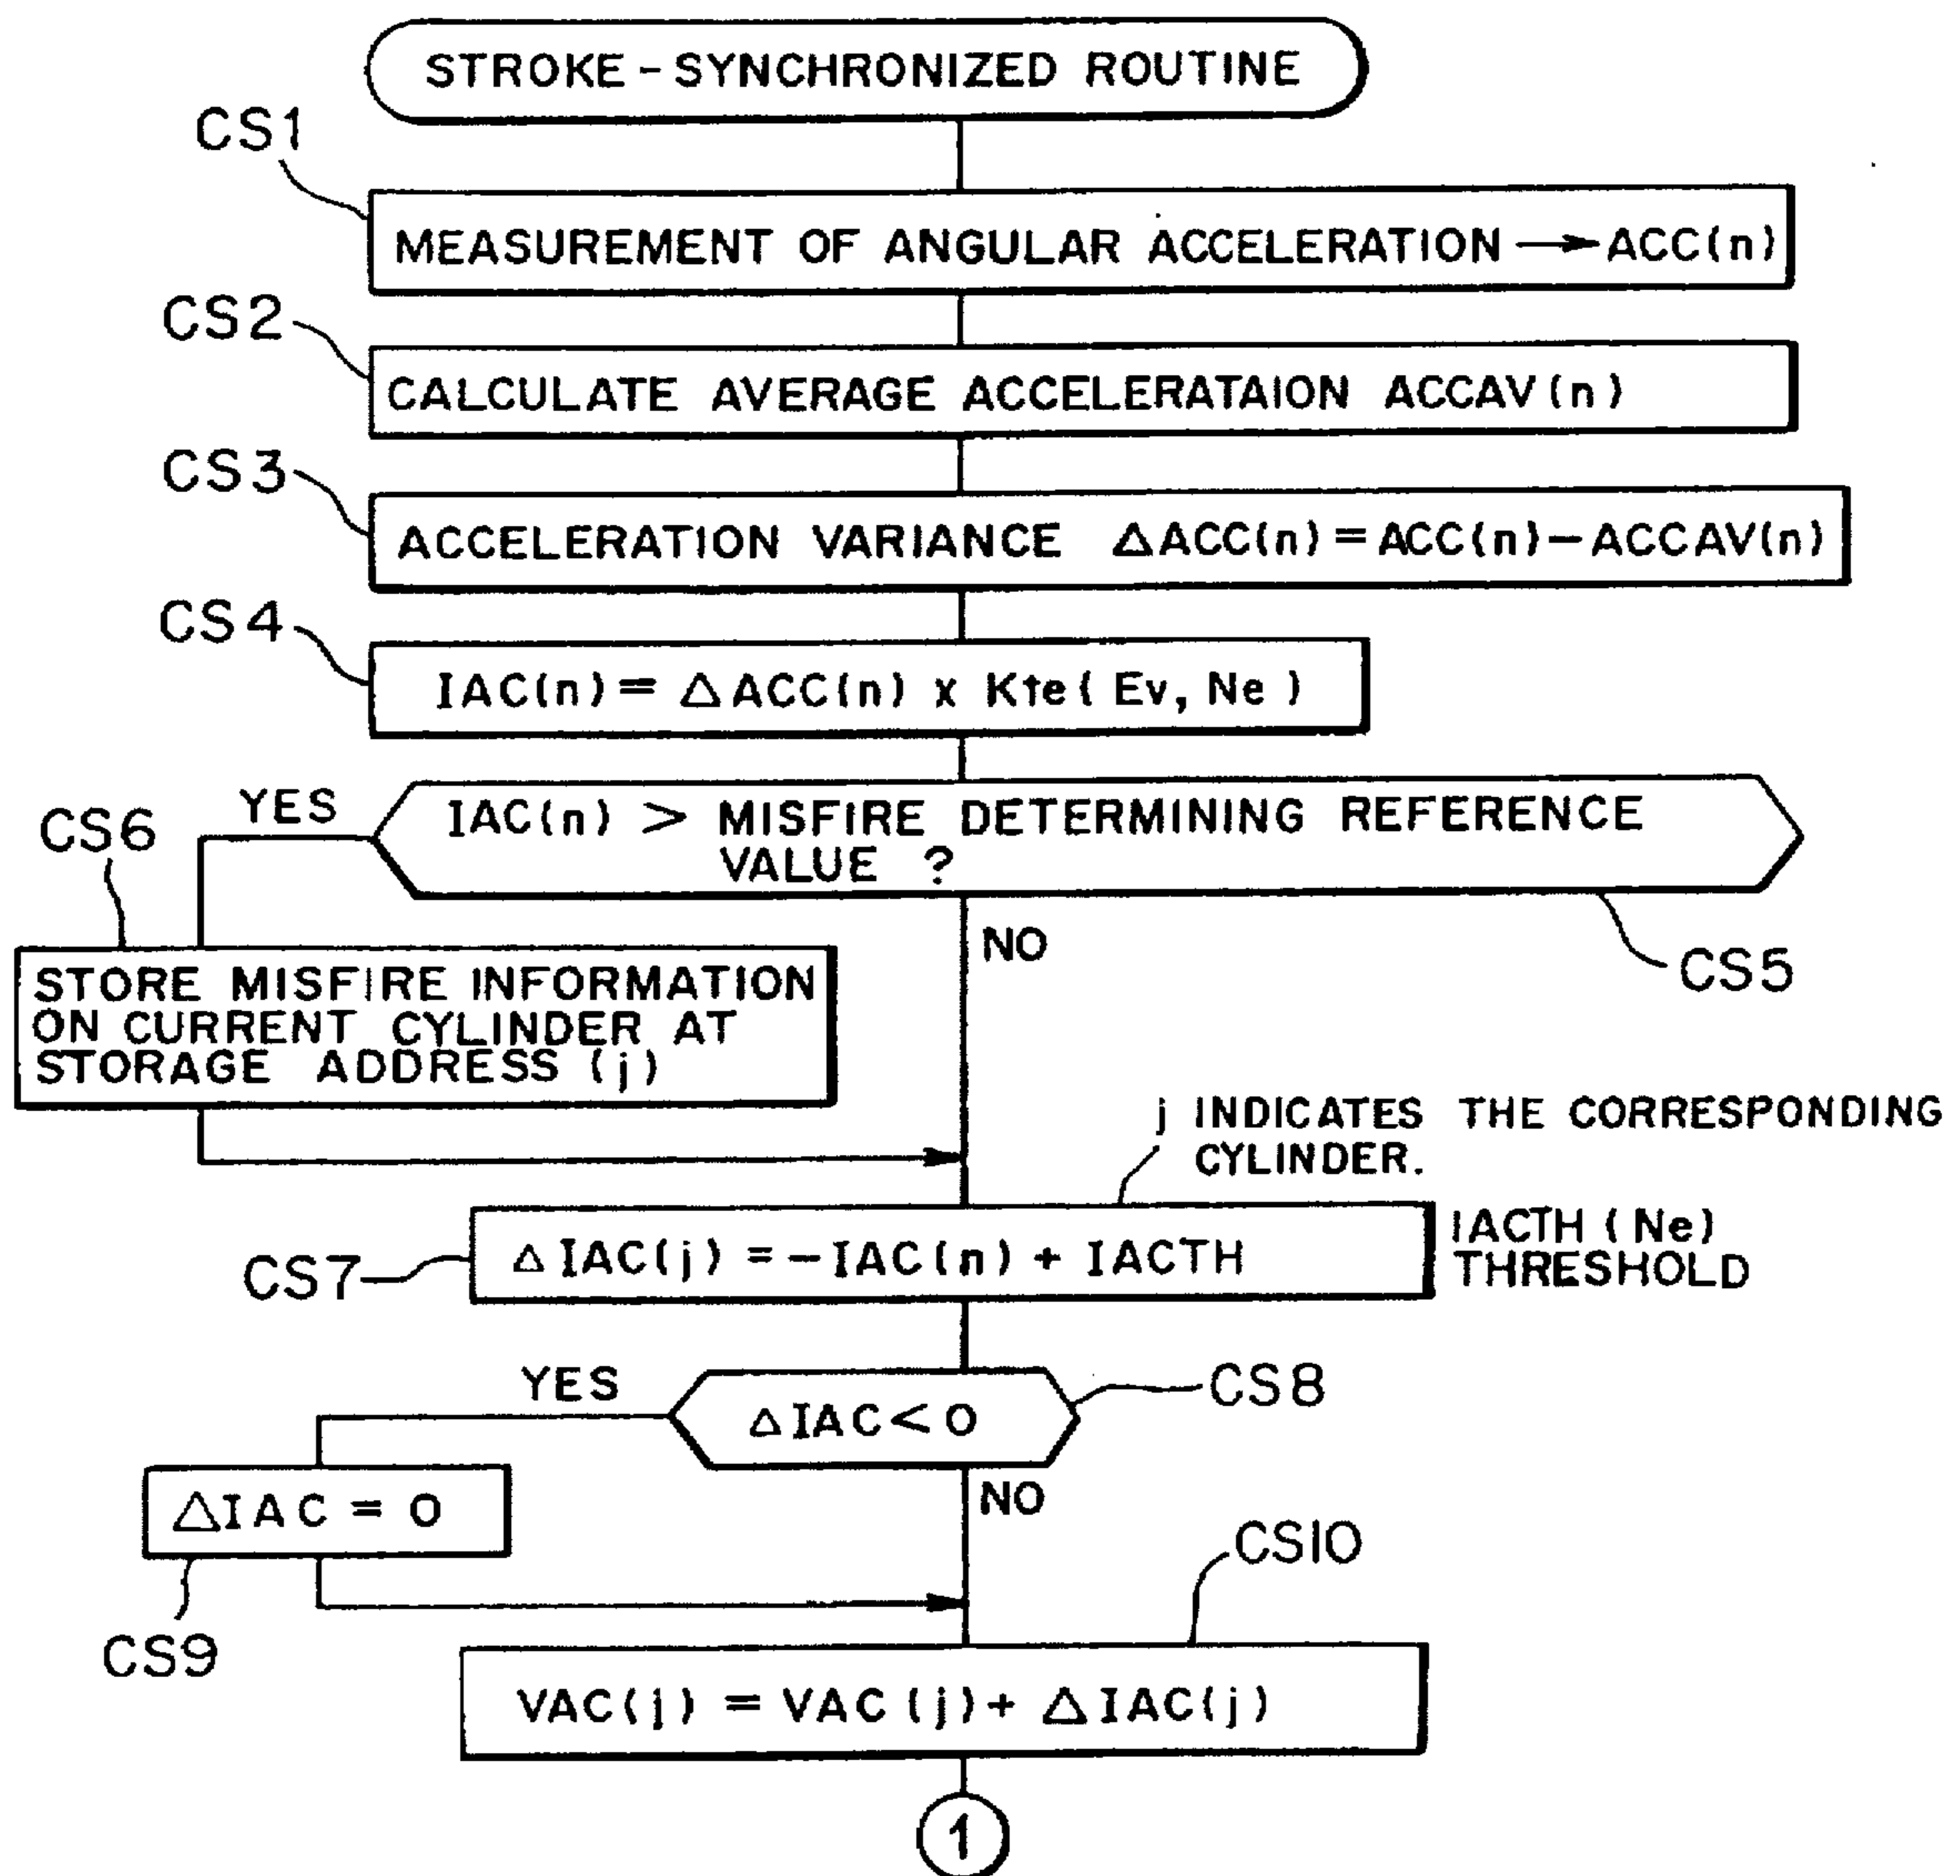 STROKE-SYNCHRONIZED ROUTINE
CS1
MEASUREMENT OF ANGULAR ACCELERATION → ACC(n)
CS2
CALCULATE AVERAGE ACCELERATAION ACCAV(n)
CS3
ACCELERATION VARIANCE ΔACC(n)=ACC(n)-ACCAV(n)
CS4
IAC(n)= ΔACC(n) x Kte(Ev, Ne)
YES
IAC(n) > MISFIRE DETERMINING REFERENCE
VALUE ?
CS6
NO
CS5
STORE MISFIRE INFORMATION
ON CURRENT CYLINDER AT
STORAGE ADDRESS (j)
j INDICATES THE CORRESPONDING
CYLINDER.
CS7
ΔIAC(j) = -IAC(n) + IACTH
IACTH (Ne)
THRESHOLD
YES
ΔIAC < 0
CS8
NO
ΔIAC = 0
CS9
CS10
VAC(j) = VAC(j)+ ΔIAC(j)
1